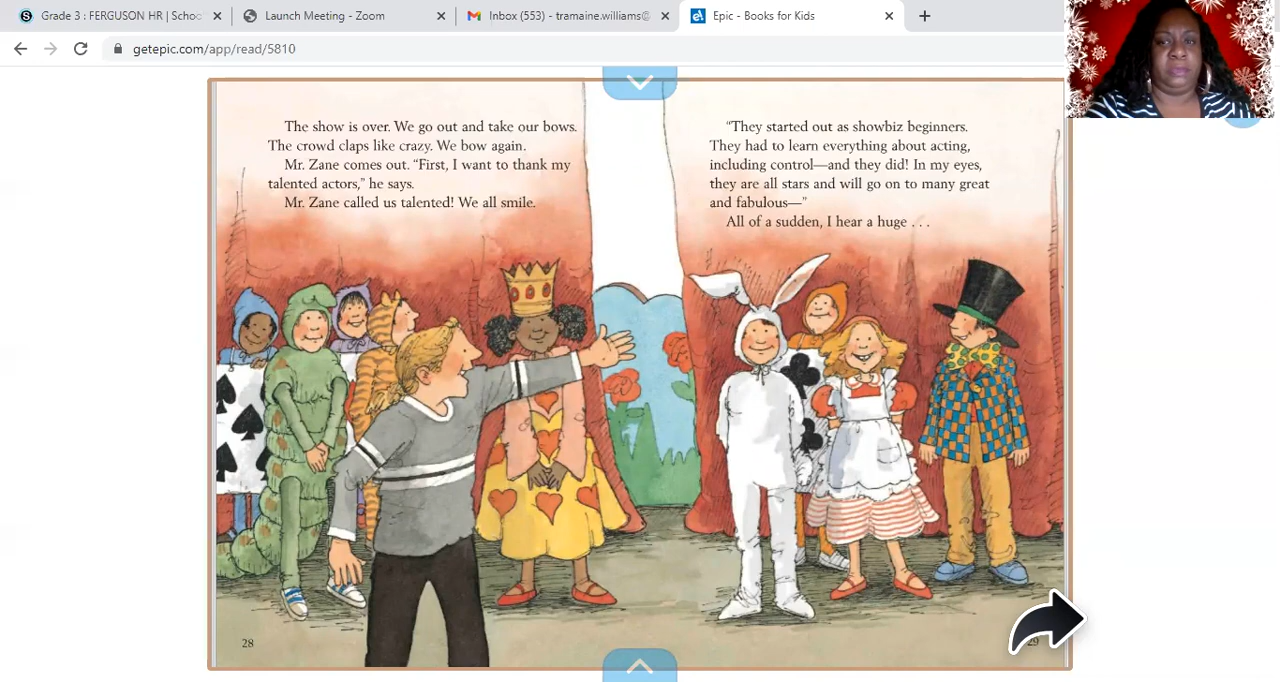 Grade 3 : FERGUSON HR | Schoo
Launch Meeting - Zoom
Inbox (553) - tramaine.williams@
Epic - Books for Kids
getepic.com/app/read/5810
The show is over. We go out and take our bows.
The crowd claps like crazy. We bow again.
Mr. Zane comes out. “First, I want to thank my
talented actors,” he says.
Mr. Zane called us talented! We all smile.
28
“They started out as showbiz beginners.
They had to learn everything about acting,
including control—and they did! In my eyes,
they are all stars and will go on to many great
and fabulous—”
All of a sudden, I hear a huge . . .
29